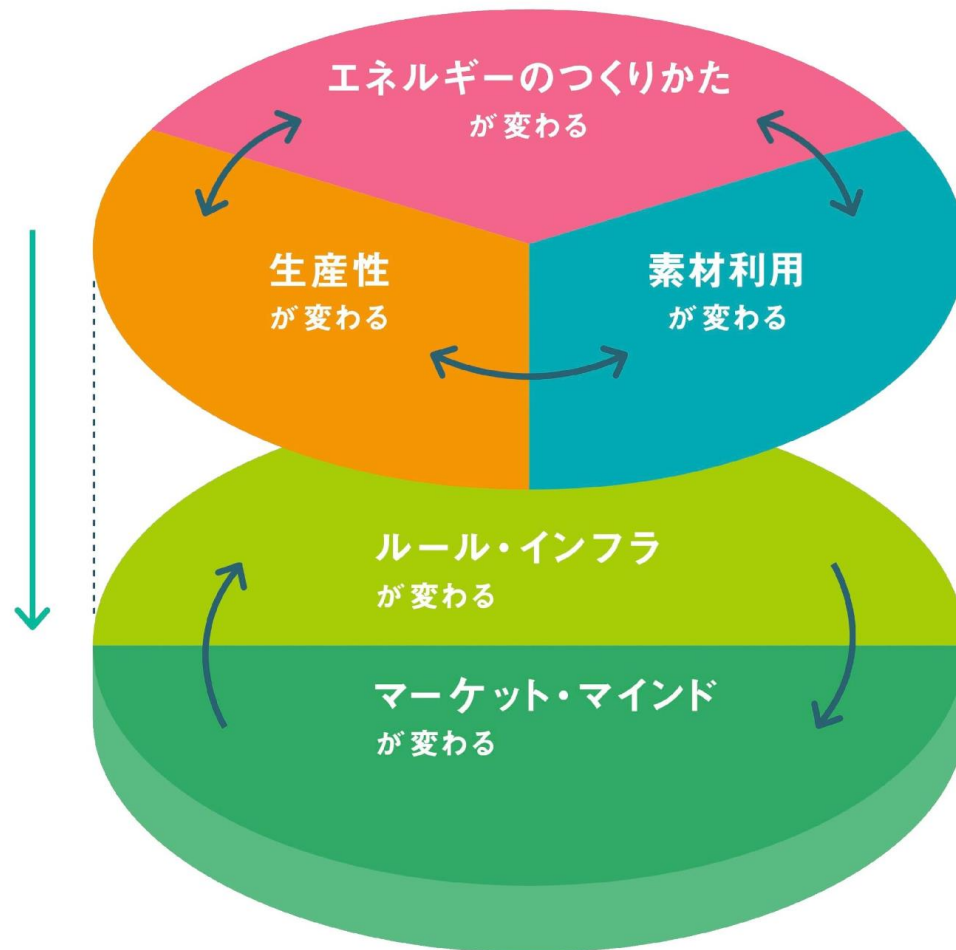 エネルギーのつくりかた
が変わる
生産性
が変わる
素材利用
が変わる
ルール・インフラ
が変わる
マーケット・マインド
が変わる